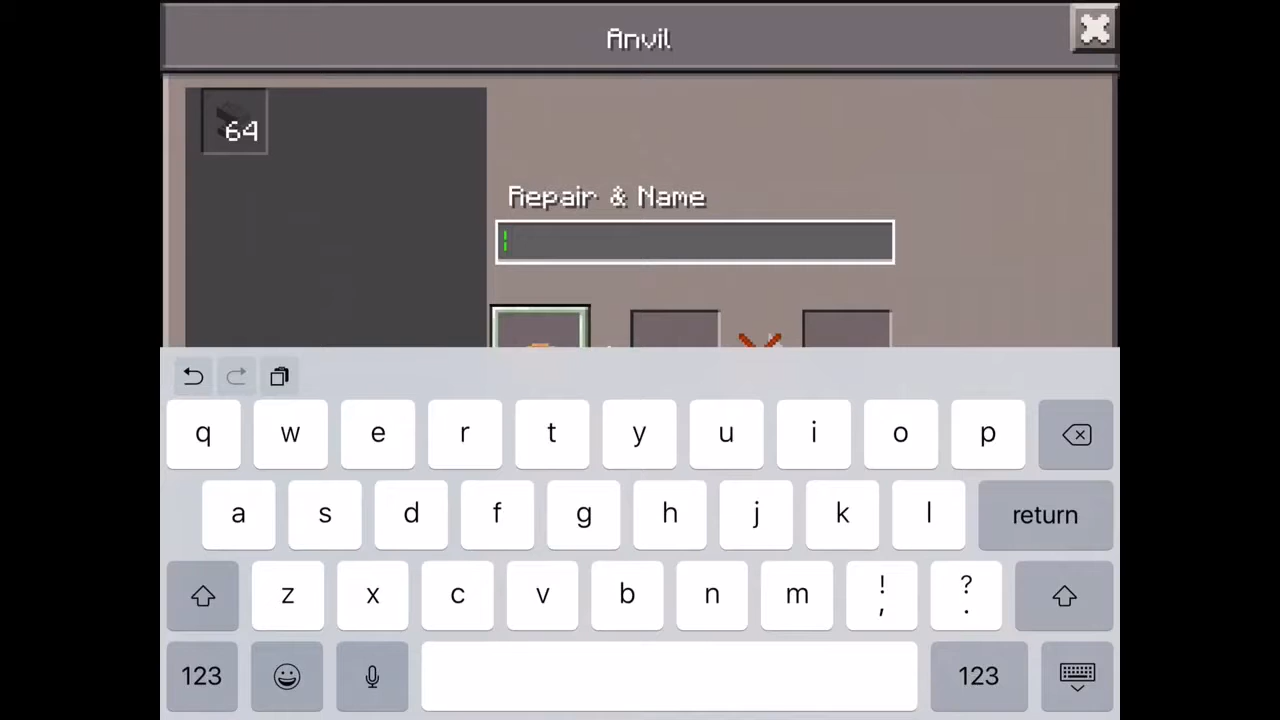 Anvil
64
Repair & Name
q w e r t y u i o p
a s d f g h j k l return
z x c v b n m ! , ? .
123 123